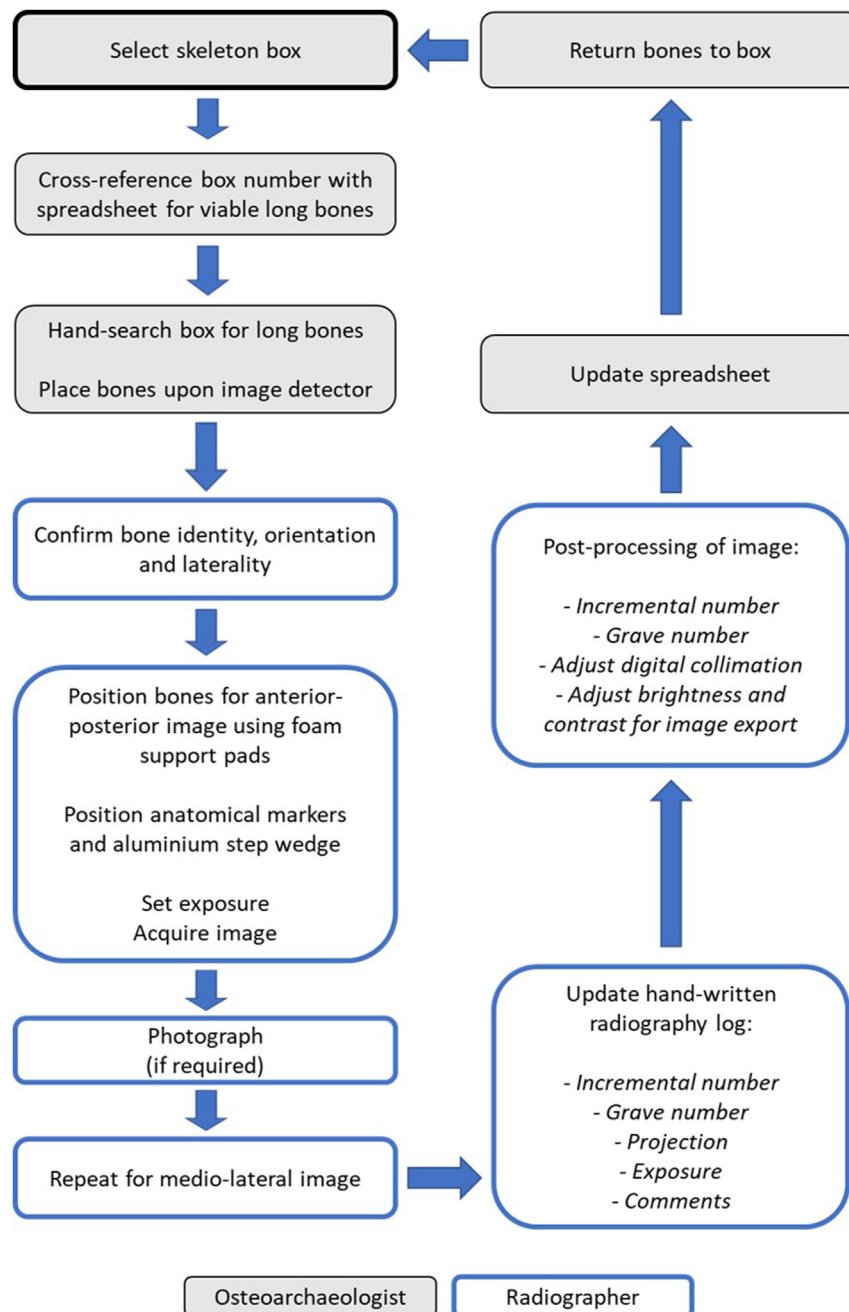 Select skeleton box
Cross-reference box number with
spreadsheet for viable long bones
Hand-search box for long bones
Place bones upon image detector
Confirm bone identity, orientation
and laterality
Position bones for anterior-
posterior image using foam
support pads
Position anatomical markers
and aluminium step wedge
Set exposure
Acquire image
Photograph
(if required)
Repeat for medio-lateral image
Update hand-written
radiography log:
- Incremental number
- Grave number
- Projection
- Exposure
- Comments
Post-processing of image:
- Incremental number
- Grave number
- Adjust digital collimation
- Adjust brightness and
contrast for image export
Update spreadsheet
Return bones to box
Osteoarchaeologist
Radiographer